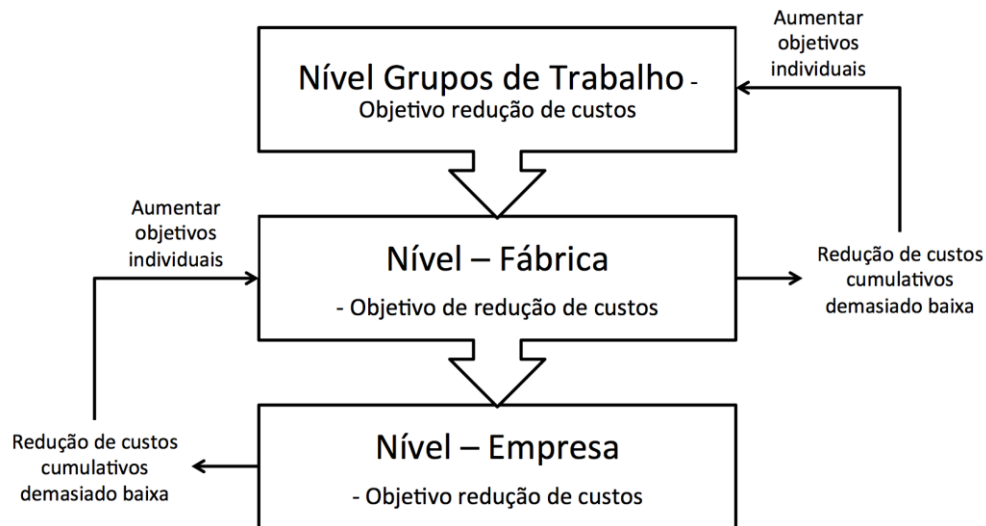 Aumentar
objetivos
individuais
Nível Grupos de Trabalho -
Objetivo redução de custos
Aumentar
objetivos
individuais
Nível – Fábrica
- Objetivo de redução de custos
Redução de custos
cumulativos
demasiado baixa
Nível – Empresa
- Objetivo redução de custos
Redução de custos
cumulativos
demasiado baixa